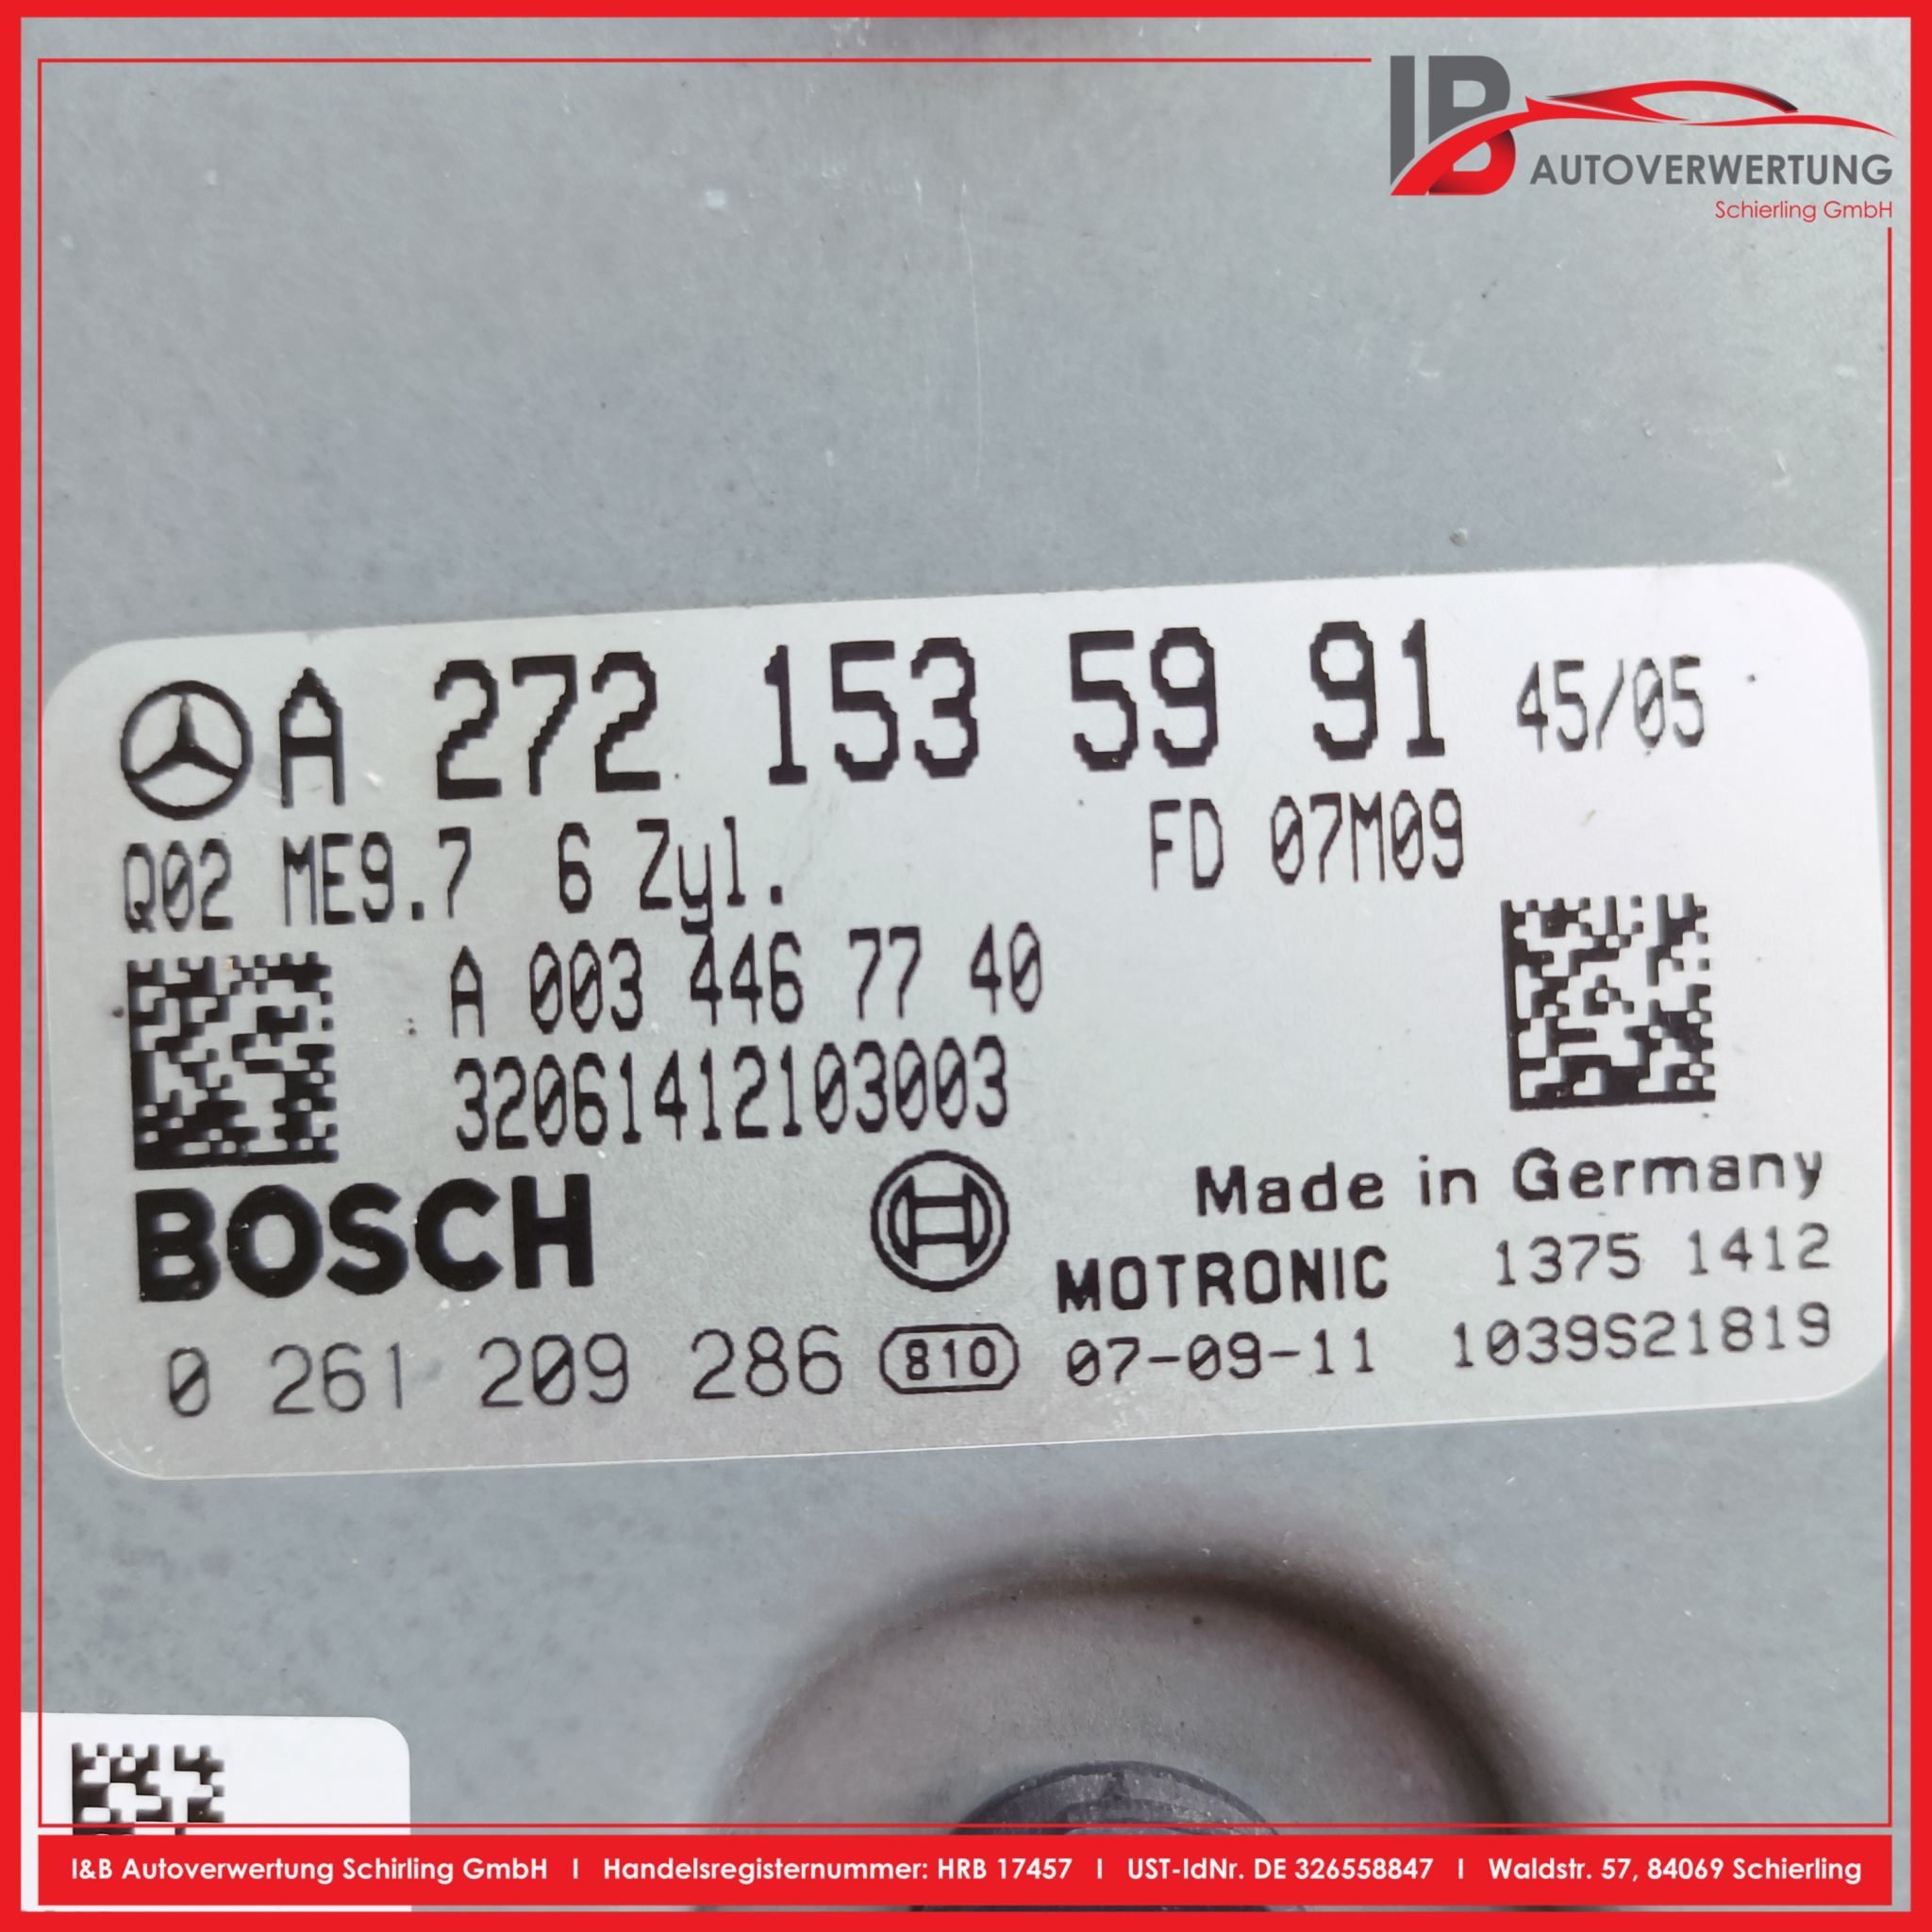 IB AUTOVERWERTUNG
Schierling GmbH
A 272 153 59 91 45/05
Q02 ME9.7 6 Zyl. FD 07M09
A 003 446 77 40
32061412103003
BOSCH
Made in Germany
MOTRONIC 1375 1412
0 261 209 286 810 07-09-11 1039S21819
I&B Autoverwertung Schirling GmbH I Handelsregisternummer: HRB 17457 I UST-IdNr. DE 326558847 I Waldstr. 57, 84069 Schierling